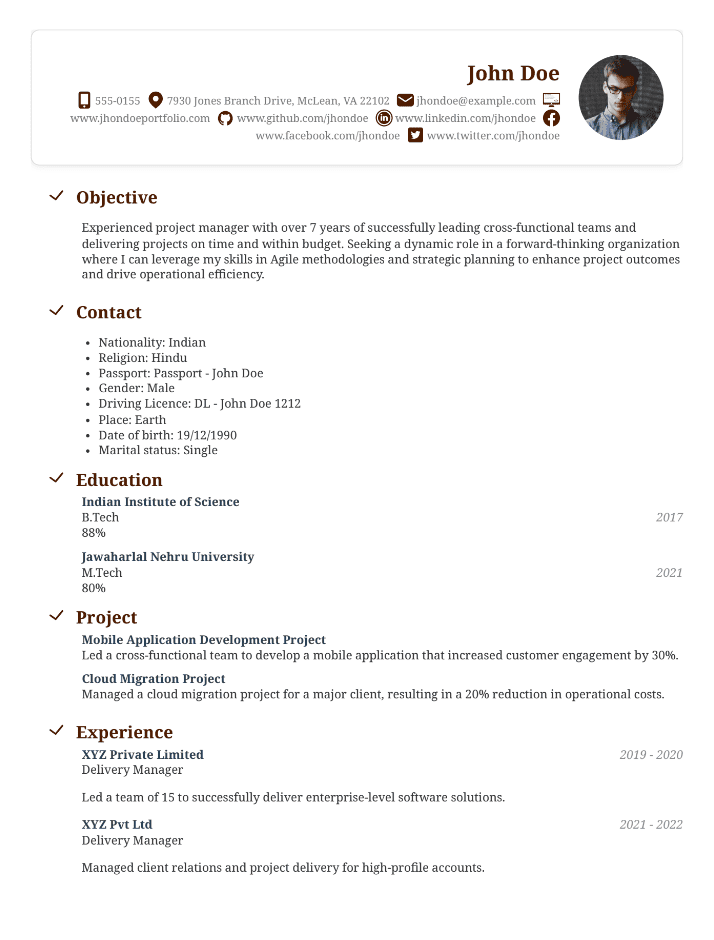 John Doe
555-0155 7930 Jones Branch Drive, McLean, VA 22102 jhondoe@example.com
www.jhondoeportfolio.com www.github.com/jhondoe www.linkedin.com/jhondoe
www.facebook.com/jhondoe www.twitter.com/jhondoe
Objective
Experienced project manager with over 7 years of successfully leading cross-functional teams and
delivering projects on time and within budget. Seeking a dynamic role in a forward-thinking organization
where I can leverage my skills in Agile methodologies and strategic planning to enhance project outcomes
and drive operational efficiency.
Contact
• Nationality: Indian
• Religion: Hindu
• Passport: Passport - John Doe
• Gender: Male
• Driving Licence: DL - John Doe 1212
• Place: Earth
• Date of birth: 19/12/1990
• Marital status: Single
Education
Indian Institute of Science
B.Tech 2017
88%
Jawaharlal Nehru University
M.Tech 2021
80%
Project
Mobile Application Development Project
Led a cross-functional team to develop a mobile application that increased customer engagement by 30%.
Cloud Migration Project
Managed a cloud migration project for a major client, resulting in a 20% reduction in operational costs.
Experience
XYZ Private Limited 2019 - 2020
Delivery Manager
Led a team of 15 to successfully deliver enterprise-level software solutions.
XYZ Pvt Ltd 2021 - 2022
Delivery Manager
Managed client relations and project delivery for high-profile accounts.